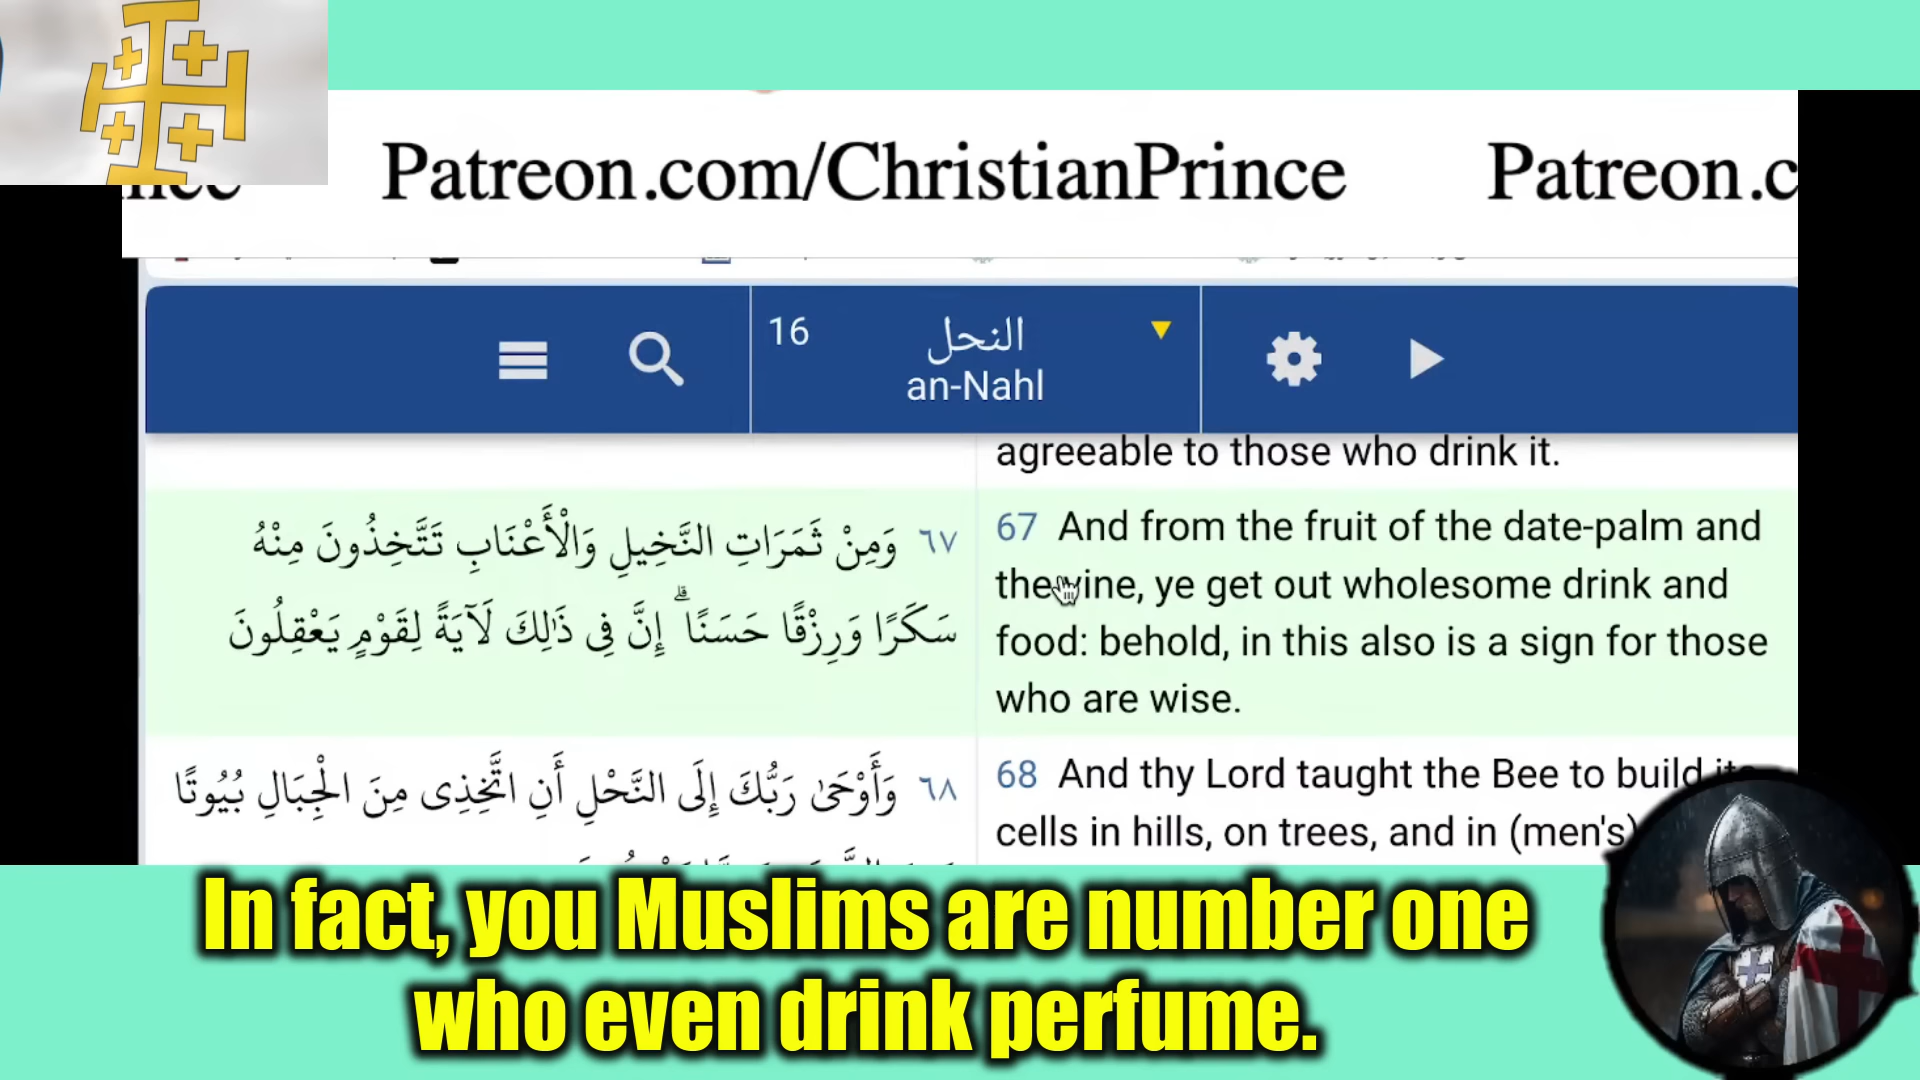 Patreon.com/ChristianPrince Patreon.c
16 النحل
an-Nahl
agreeable to those who drink it.
٦٧ وَمِنْ ثَمَرَاتِ النَّخِيلِ وَالْأَعْنَابِ تَتَّخِذُونَ مِنْهُ
سَكَرًا وَرِزْقًا حَسَنًا ۗ إِنَّ فِى ذَٰلِكَ لَآيَةً لِقَوْمٍ يَعْقِلُونَ
67 And from the fruit of the date-palm and
the vine, ye get out wholesome drink and
food: behold, in this also is a sign for those
who are wise.
٦٨ وَأَوْحَىٰ رَبُّكَ إِلَى النَّحْلِ أَنِ اتَّخِذِى مِنَ الْجِبَالِ بُيُوتًا
68 And thy Lord taught the Bee to build its
cells in hills, on trees, and in (men's)
In fact, you Muslims are number one
who even drink perfume.